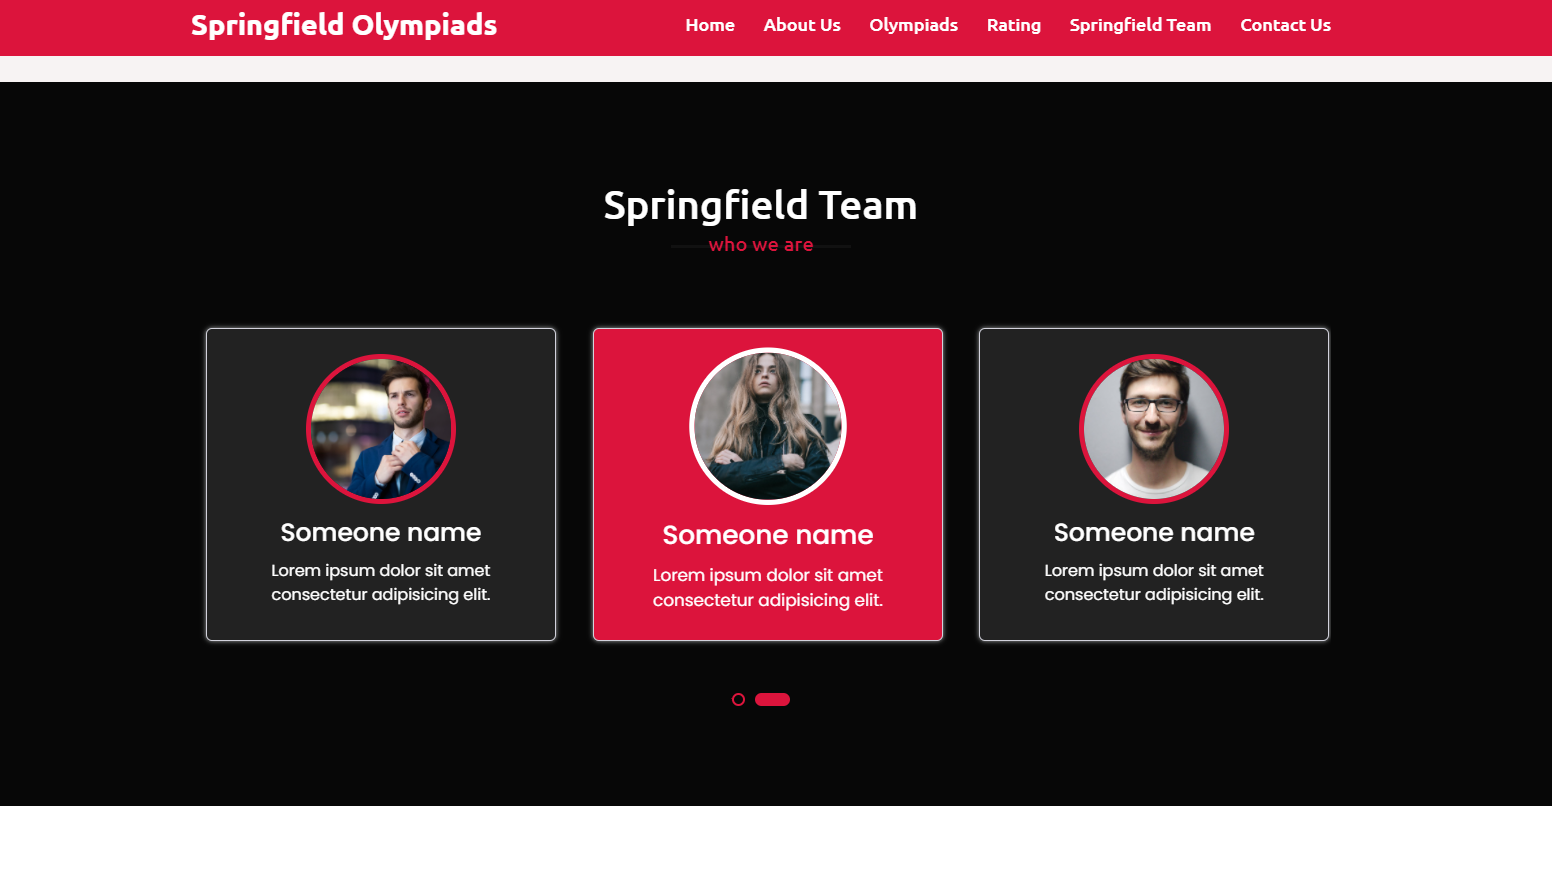 Springfield Olympiads
Home About Us Olympiads Rating Springfield Team Contact Us
Springfield Team
who we are
Someone name
Lorem ipsum dolor sit amet
consectetur adipisicing elit.
Someone name
Lorem ipsum dolor sit amet
consectetur adipisicing elit.
Someone name
Lorem ipsum dolor sit amet
consectetur adipisicing elit.